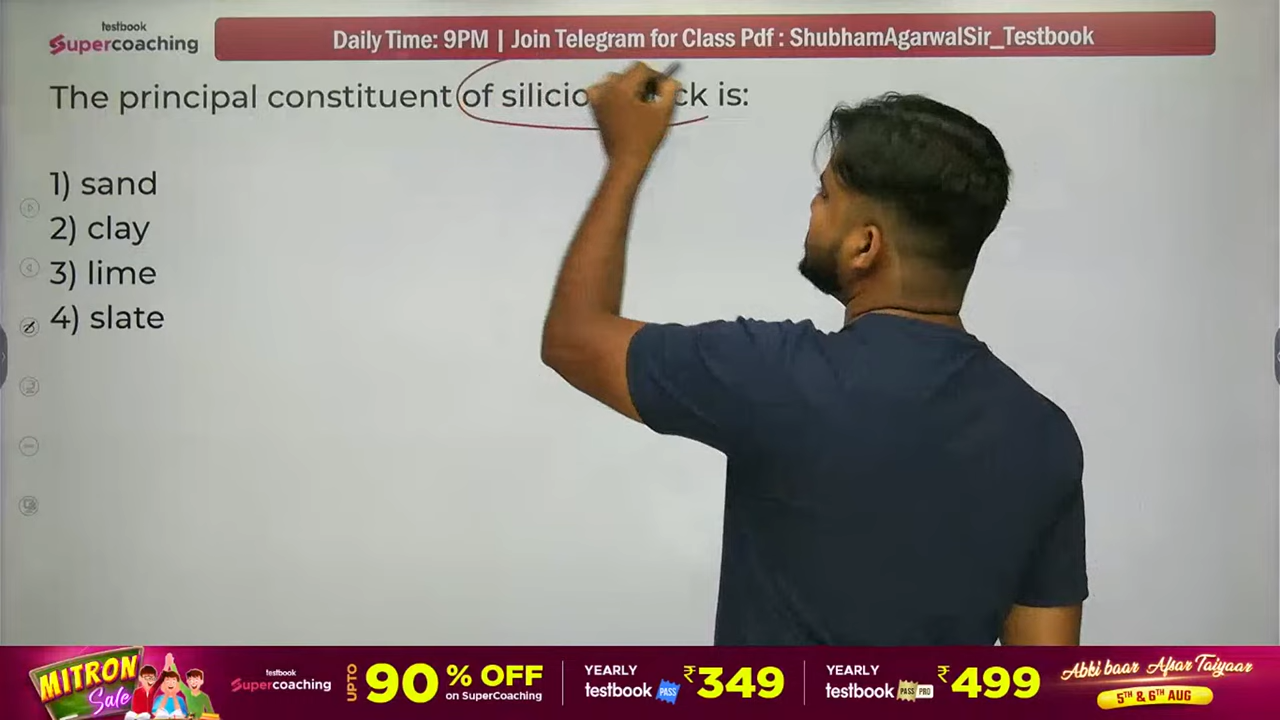 testbook
Supercoaching
Daily Time: 9PM | Join Telegram for Class Pdf : ShubhamAgarwalSir_Testbook
The principal constituent of is:
1) sand
2) clay
3) lime
4) slate
MITRON
Sale
testbook
Supercoaching
UPTO 90 % OFF
on SuperCoaching
YEARLY
testbook PASS
₹349
YEARLY
testbook PASS PRO
₹499
Abki baar Afsar Taiyaar
5TH & 6TH AUG